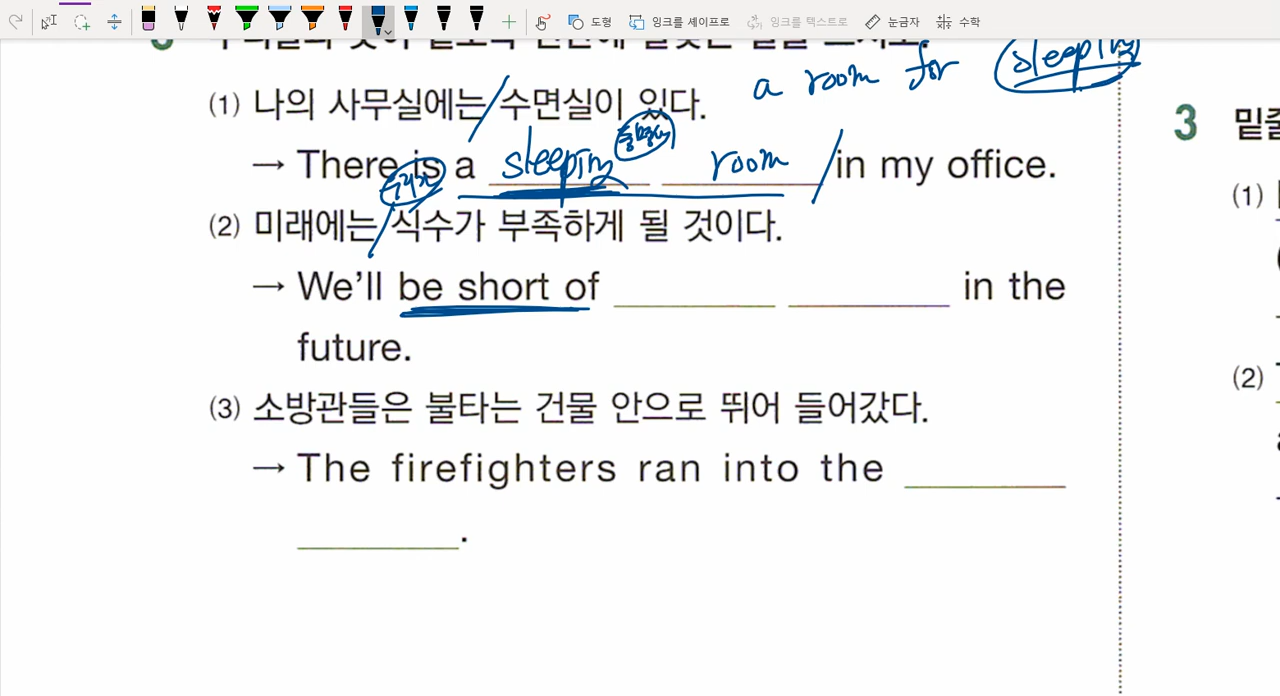 도형 잉크를 셰이프로 잉크를 텍스트로 눈금자 수학
a room for sleeping
(1) 나의 사무실에는 수면실이 있다.
동명사
→ There is a sleeping room in my office.
(2) 미래에는 식수가 부족하게 될 것이다.
→ We'll be short of in the
future.
(3) 소방관들은 불타는 건물 안으로 뛰어 들어갔다.
→ The firefighters ran into the
.
3 밑줄
(1)
(2)